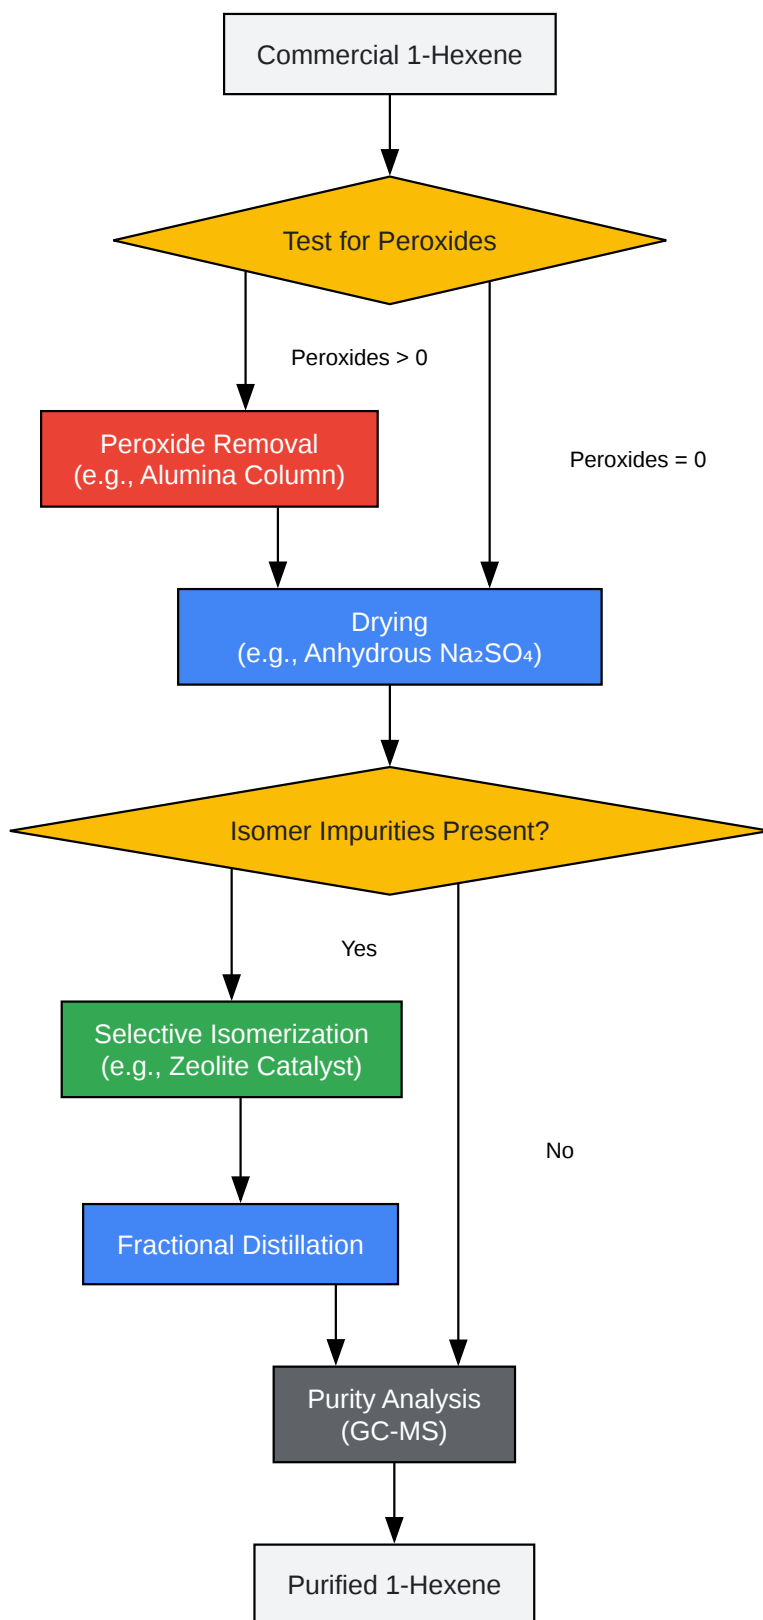 Commercial 1-Hexene
Test for Peroxides
Peroxides > 0
Peroxide Removal
(e.g., Alumina Column)
Peroxides = 0
Drying
(e.g., Anhydrous Na₂SO₄)
Isomer Impurities Present?
Yes
Selective Isomerization
(e.g., Zeolite Catalyst)
No
Fractional Distillation
Purity Analysis
(GC-MS)
Purified 1-Hexene